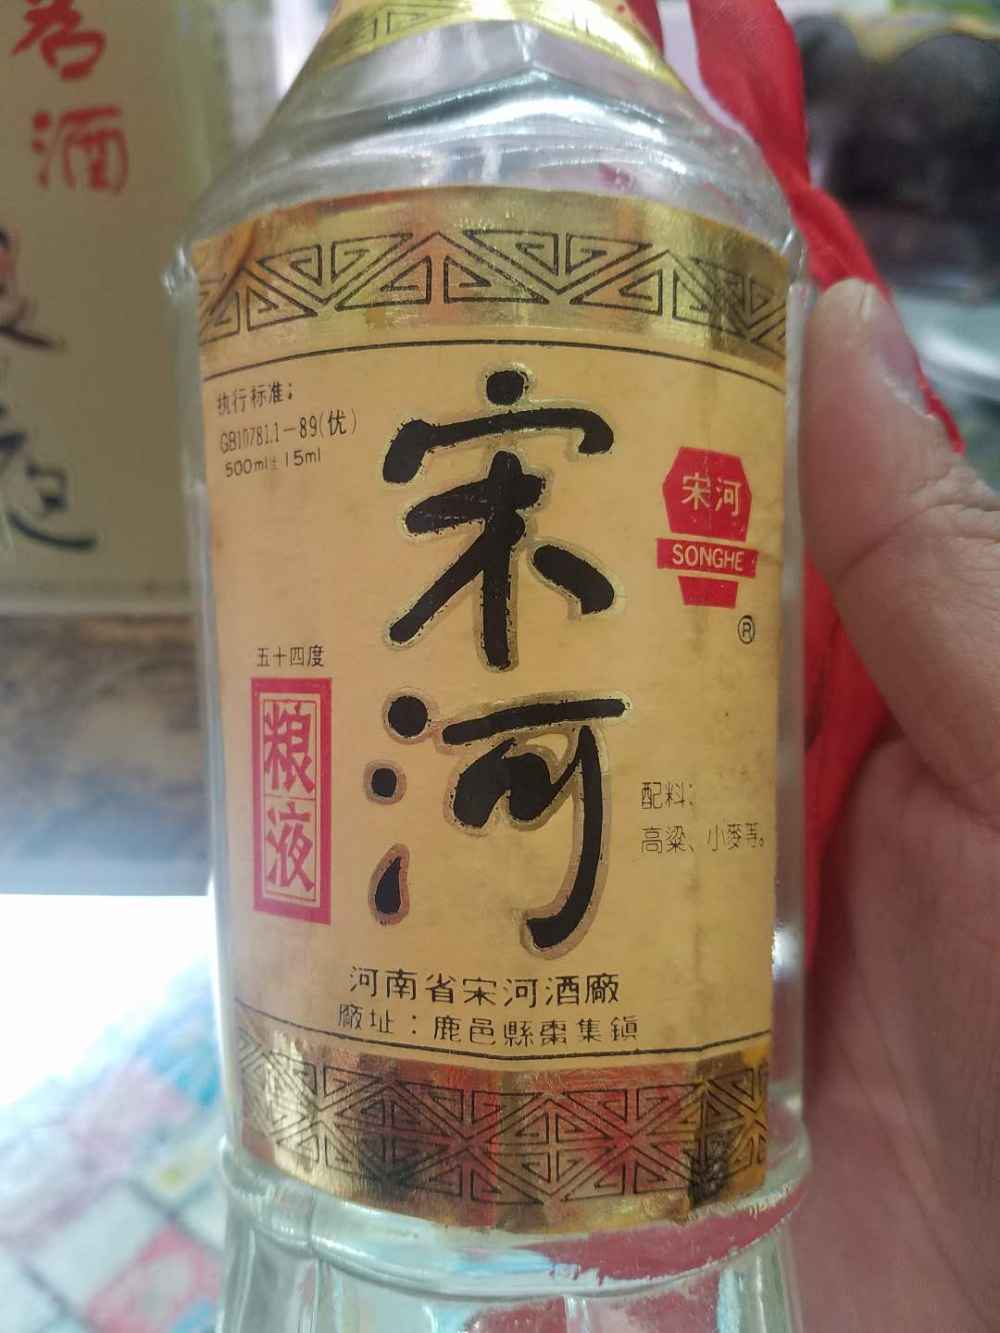 酒
执行标准：
GB10781.1-89(优)
500ml±15ml
宋河
宋河
SONGHE
®
五十四度
粮液
配料：
高粱、小麥等。
河南省宋河酒廠
廠址：鹿邑縣棗集鎮